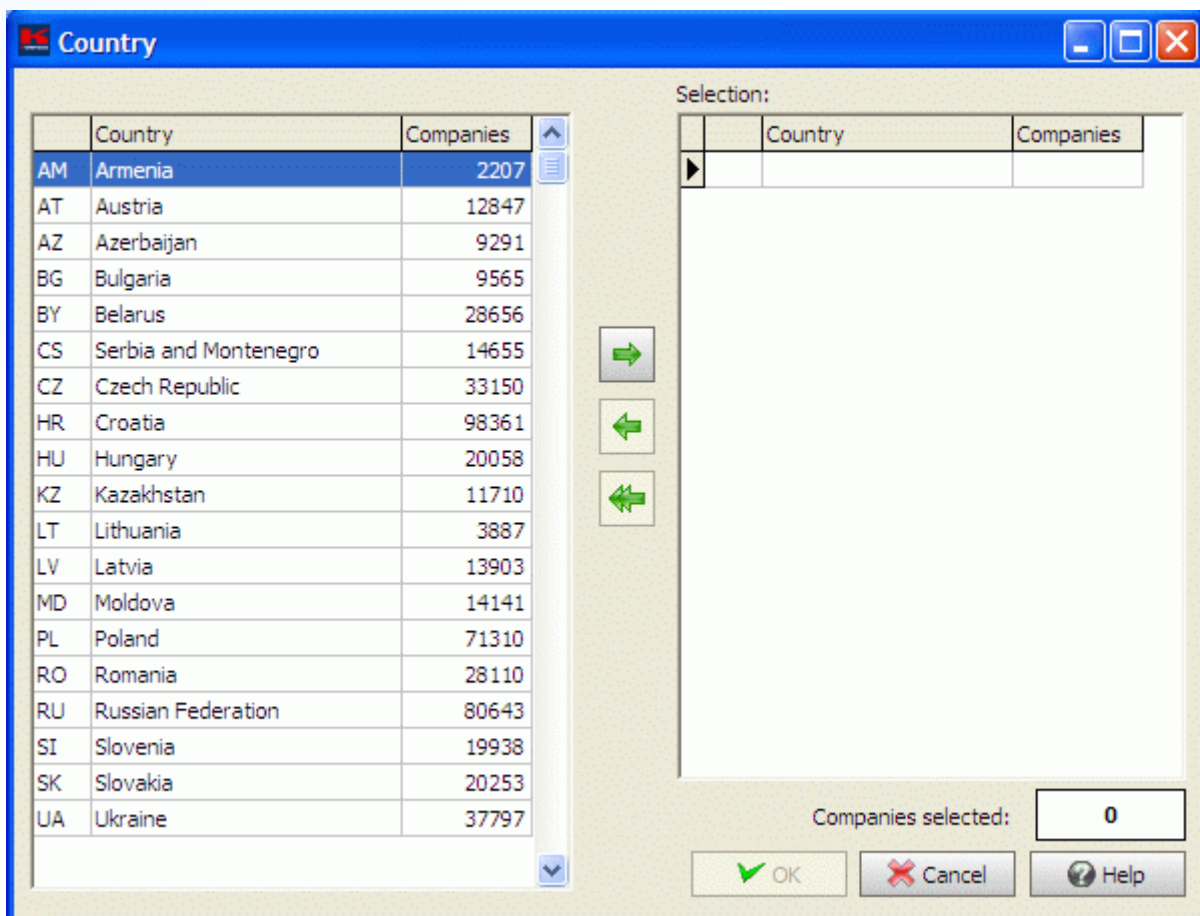 Country
Selection:
Country Companies
Country Companies
AM Armenia 2207
AT Austria 12847
AZ Azerbaijan 9291
BG Bulgaria 9565
BY Belarus 28656
CS Serbia and Montenegro 14655
CZ Czech Republic 33150
HR Croatia 98361
HU Hungary 20058
KZ Kazakhstan 11710
LT Lithuania 3887
LV Latvia 13903
MD Moldova 14141
PL Poland 71310
RO Romania 28110
RU Russian Federation 80643
SI Slovenia 19938
SK Slovakia 20253
UA Ukraine 37797
Companies selected: 0
OK Cancel Help